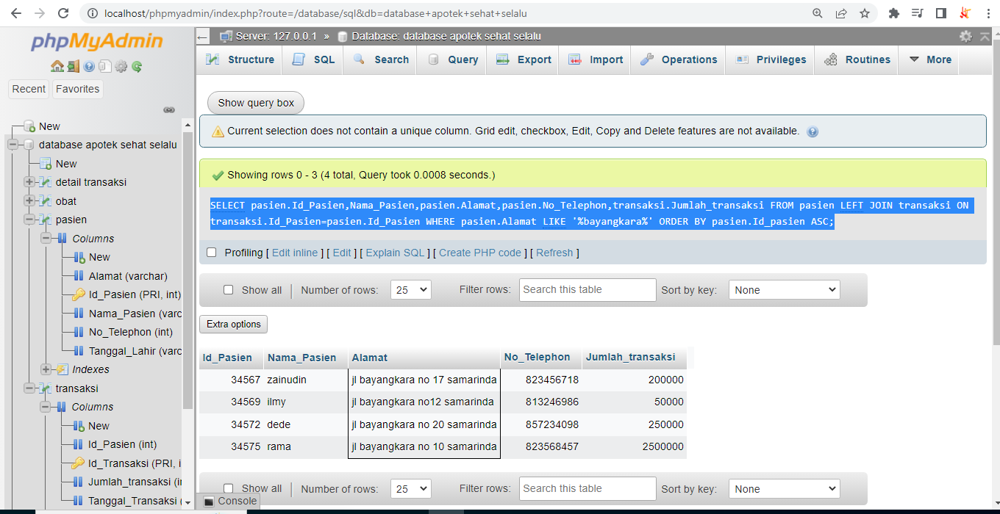 localhost/phpmyadmin/index.php?route=/database/sql&db=database+apotek+sehat+selalu
phpMyAdmin
Recent Favorites
New
database apotek sehat selalu
New
detail transaksi
obat
pasien
Columns
New
Alamat (varchar)
Id_Pasien (PRI, int)
Nama_Pasien (varc
No_Telephon (int)
Tanggal_Lahir (varc
Indexes
transaksi
Columns
New
Id_Pasien (int)
Id_Transaksi (PRI, i
Jumlah_transaksi (in
Tanggal_Transaksi (
Server: 127.0.0.1 » Database: database apotek sehat selalu
Structure SQL Search Query Export Import Operations Privileges Routines More
Show query box
Current selection does not contain a unique column. Grid edit, checkbox, Edit, Copy and Delete features are not available.
Showing rows 0 - 3 (4 total, Query took 0.0008 seconds.)
SELECT pasien.Id_Pasien,Nama_Pasien,pasien.Alamat,pasien.No_Telephon,transaksi.Jumlah_transaksi FROM pasien LEFT JOIN transaksi ON
transaksi.Id_Pasien=pasien.Id_Pasien WHERE pasien.Alamat LIKE '%bayangkara%' ORDER BY pasien.Id_pasien ASC;
Profiling [ Edit inline ] [ Edit ] [ Explain SQL ] [ Create PHP code ] [ Refresh ]
Show all | Number of rows: 25 Filter rows: Search this table Sort by key: None
Extra options
Id_Pasien Nama_Pasien Alamat No_Telephon Jumlah_transaksi
34567 zainudin jl bayangkara no 17 samarinda 823456718 200000
34569 ilmy jl bayangkara no12 samarinda 813246986 50000
34572 dede jl bayangkara no 20 samarinda 857234098 250000
34575 rama jl bayangkara no 10 samarinda 823568457 2500000
Show all | Number of rows: 25 Filter rows: Search this table Sort by key: None
Console